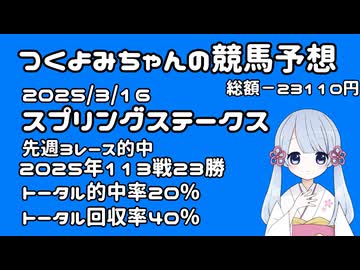 つくよみちゃんの競馬予想
総額－23110円
2025/3/16
スプリングステークス
先週3レース的中
2025年113戦23勝
トータル的中率20%
トータル回収率40%